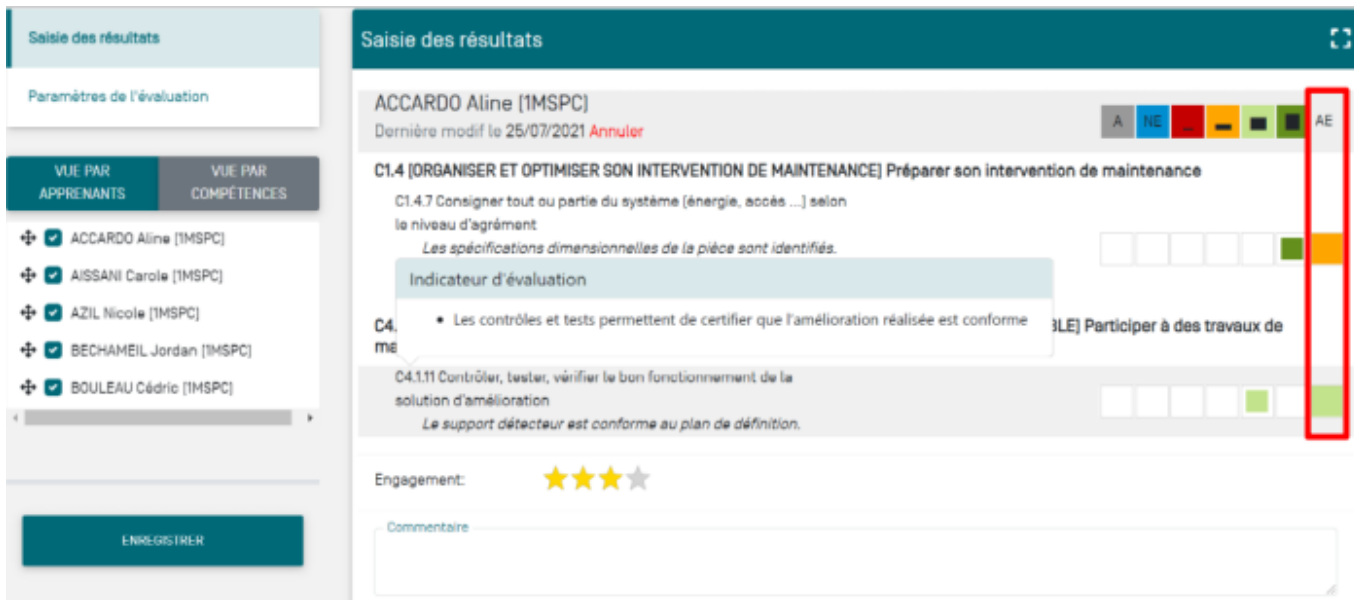 Saisie des résultats
Paramètres de l'évaluation
VUE PAR APPRENANTS
VUE PAR COMPÉTENCES
ACCARDO Aline [1MSPC]
AISSANI Carole [1MSPC]
AZIL Nicole [1MSPC]
BECHAMEIL Jordan [1MSPC]
BOULEAU Cédric [1MSPC]
ENREGISTRER
Saisie des résultats
ACCARDO Aline [1MSPC]
Dernière modif le 25/07/2021 Annuler
A NE AE
C1.4 [ORGANISER ET OPTIMISER SON INTERVENTION DE MAINTENANCE] Préparer son intervention de maintenance
C1.4.7 Consigner tout ou partie du système (énergie, accès ...) selon
le niveau d'agrément
Les spécifications dimensionnelles de la pièce sont identifiés.
Indicateur d'évaluation
• Les contrôles et tests permettent de certifier que l'amélioration réalisée est conforme
C4. BLE] Participer à des travaux de
ma
C4.1.11 Contrôler, tester, vérifier le bon fonctionnement de la
solution d'amélioration
Le support détecteur est conforme au plan de définition.
Engagement:
Commentaire